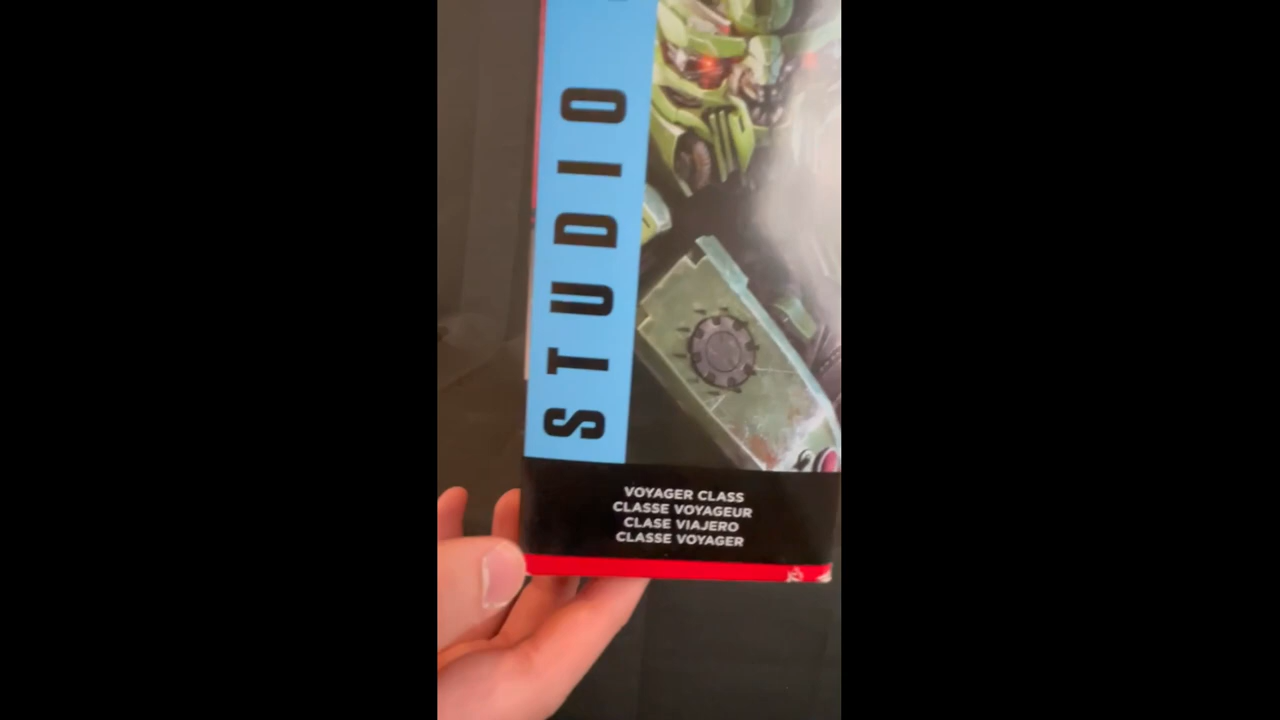 STUDIO
VOYAGER CLASS
CLASSE VOYAGEUR
CLASE VIAJERO
CLASSE VOYAGER